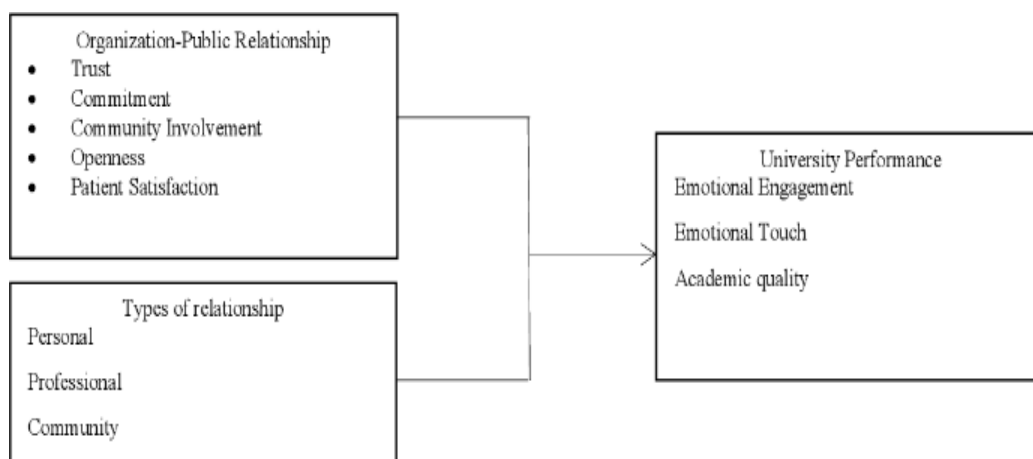 Organization-Public Relationship
• Trust
• Commitment
• Community Involvement
• Openness
• Patient Satisfaction
Types of relationship
Personal
Professional
Community
University Performance
Emotional Engagement
Emotional Touch
Academic quality